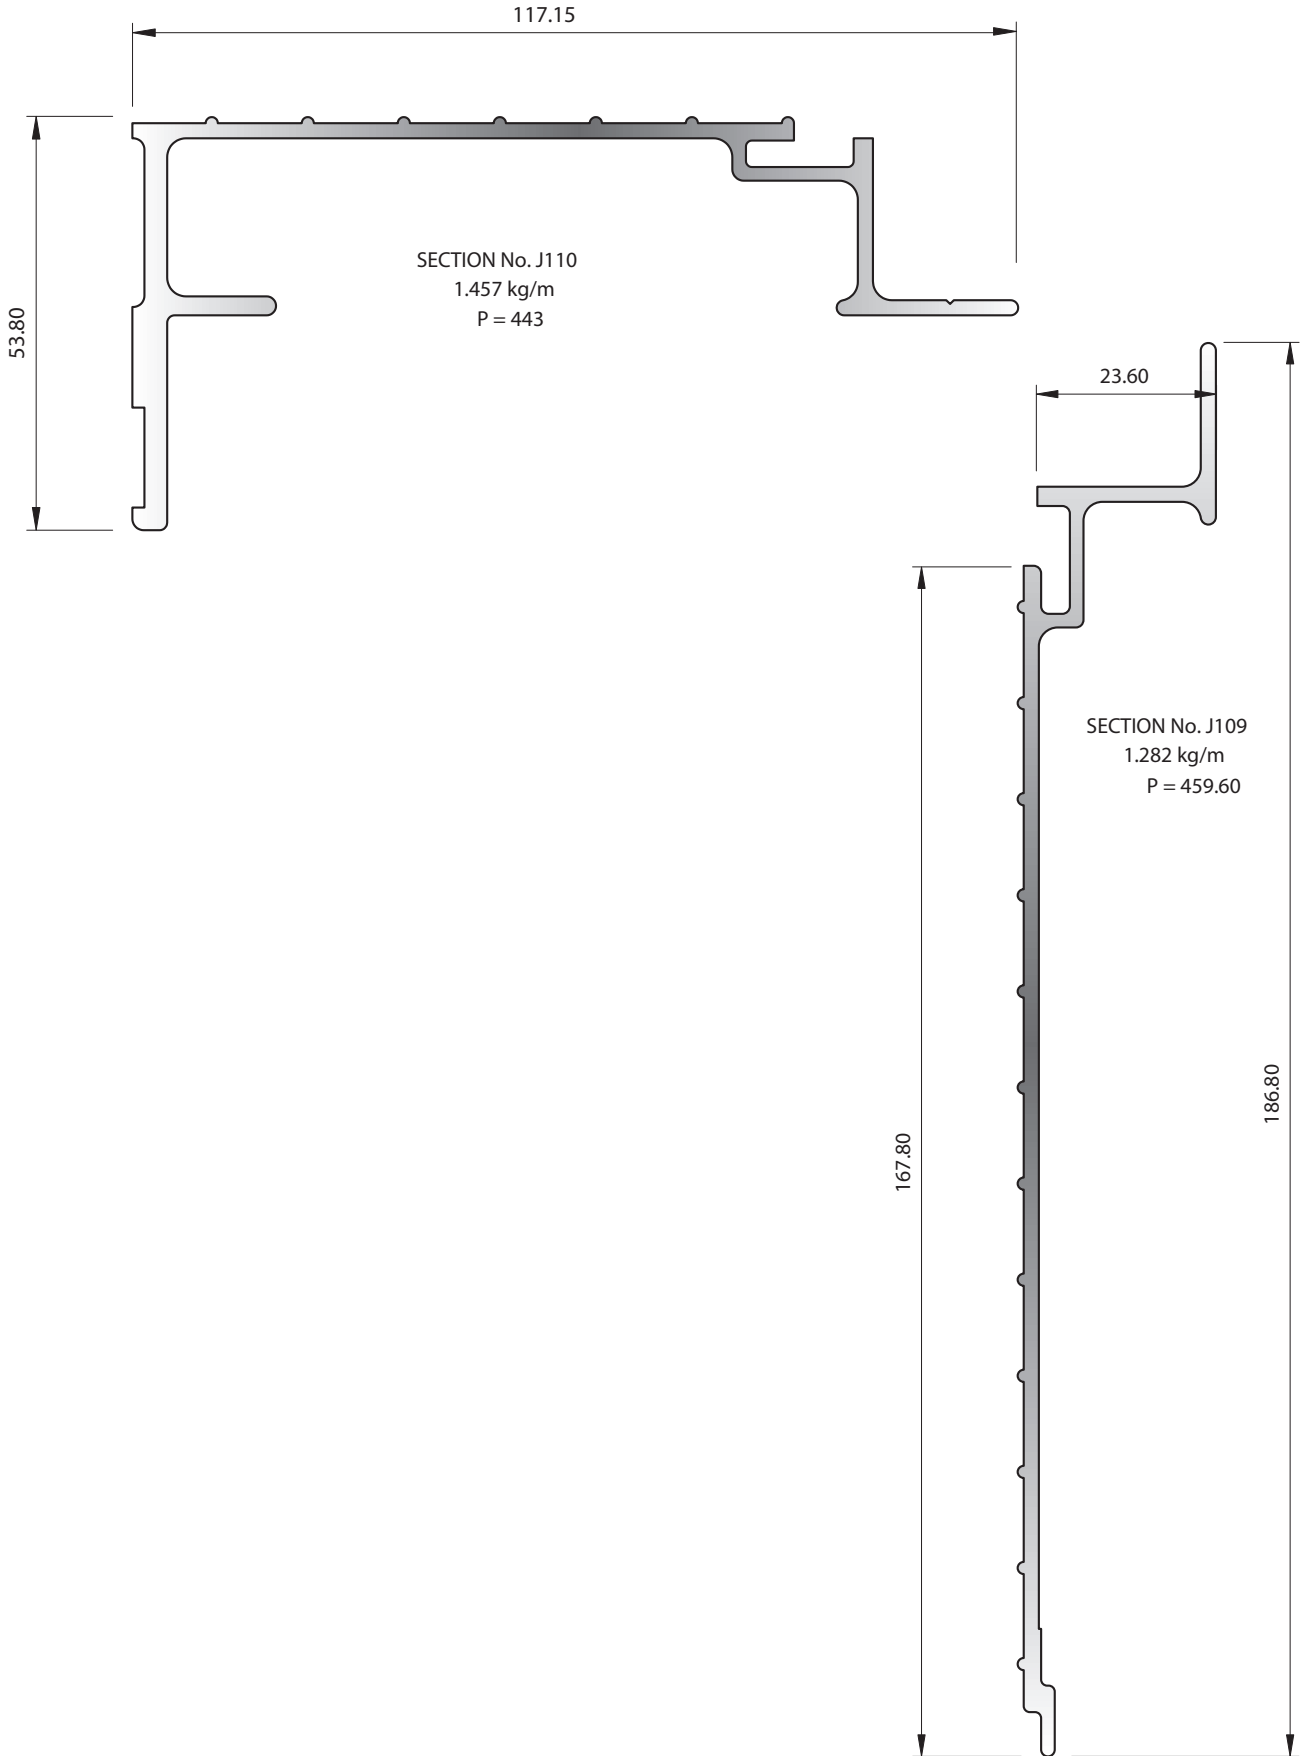 117.15
53.80
SECTION No. J110
1.457 kg/m
P = 443
23.60
SECTION No. J109
1.282 kg/m
P = 459.60
167.80
186.80